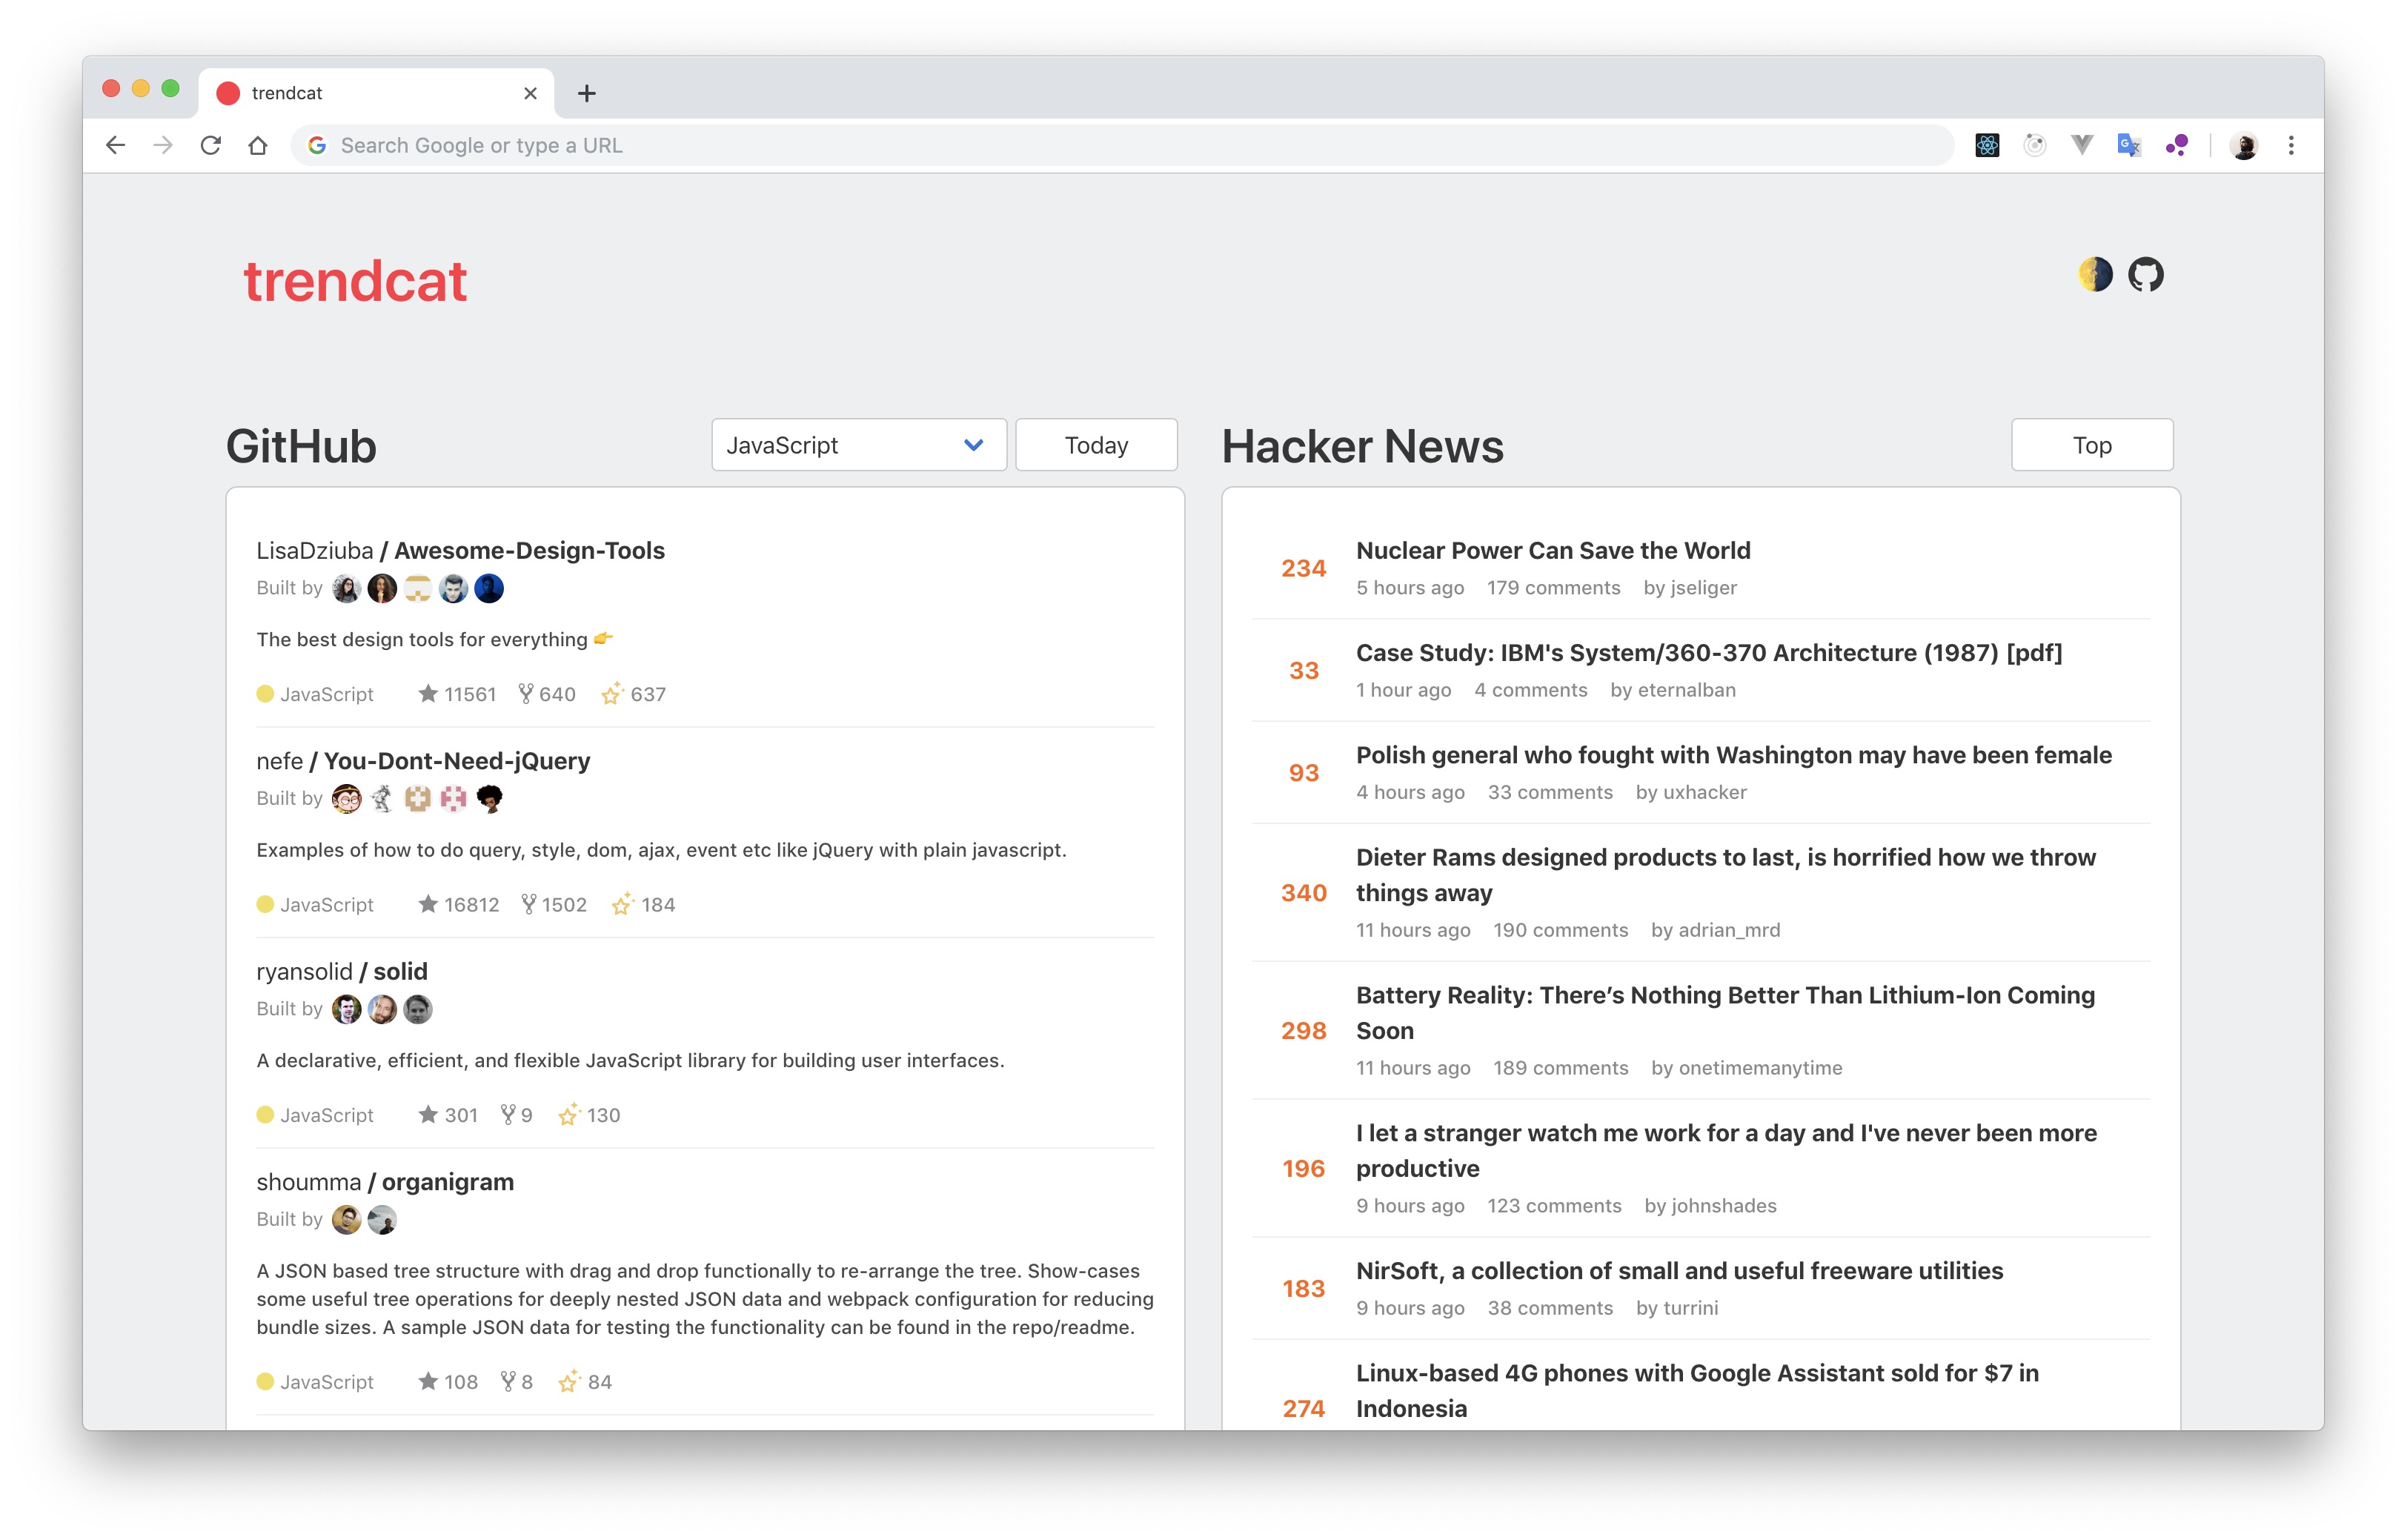 trendcat
Search Google or type a URL
trendcat
GitHub
JavaScript
Today
LisaDziuba / Awesome-Design-Tools
Built by
The best design tools for everything 👉
JavaScript 11561 640 637
nefe / You-Dont-Need-jQuery
Built by
Examples of how to do query, style, dom, ajax, event etc like jQuery with plain javascript.
JavaScript 16812 1502 184
ryansolid / solid
Built by
A declarative, efficient, and flexible JavaScript library for building user interfaces.
JavaScript 301 9 130
shoumma / organigram
Built by
A JSON based tree structure with drag and drop functionally to re-arrange the tree. Show-cases
some useful tree operations for deeply nested JSON data and webpack configuration for reducing
bundle sizes. A sample JSON data for testing the functionality can be found in the repo/readme.
JavaScript 108 8 84
Hacker News
Top
234
Nuclear Power Can Save the World
5 hours ago 179 comments by jseliger
33
Case Study: IBM's System/360-370 Architecture (1987) [pdf]
1 hour ago 4 comments by eternalban
93
Polish general who fought with Washington may have been female
4 hours ago 33 comments by uxhacker
340
Dieter Rams designed products to last, is horrified how we throw
things away
11 hours ago 190 comments by adrian_mrd
298
Battery Reality: There’s Nothing Better Than Lithium-Ion Coming
Soon
11 hours ago 189 comments by onetimemanytime
196
I let a stranger watch me work for a day and I've never been more
productive
9 hours ago 123 comments by johnshades
183
NirSoft, a collection of small and useful freeware utilities
9 hours ago 38 comments by turrini
274
Linux-based 4G phones with Google Assistant sold for $7 in
Indonesia